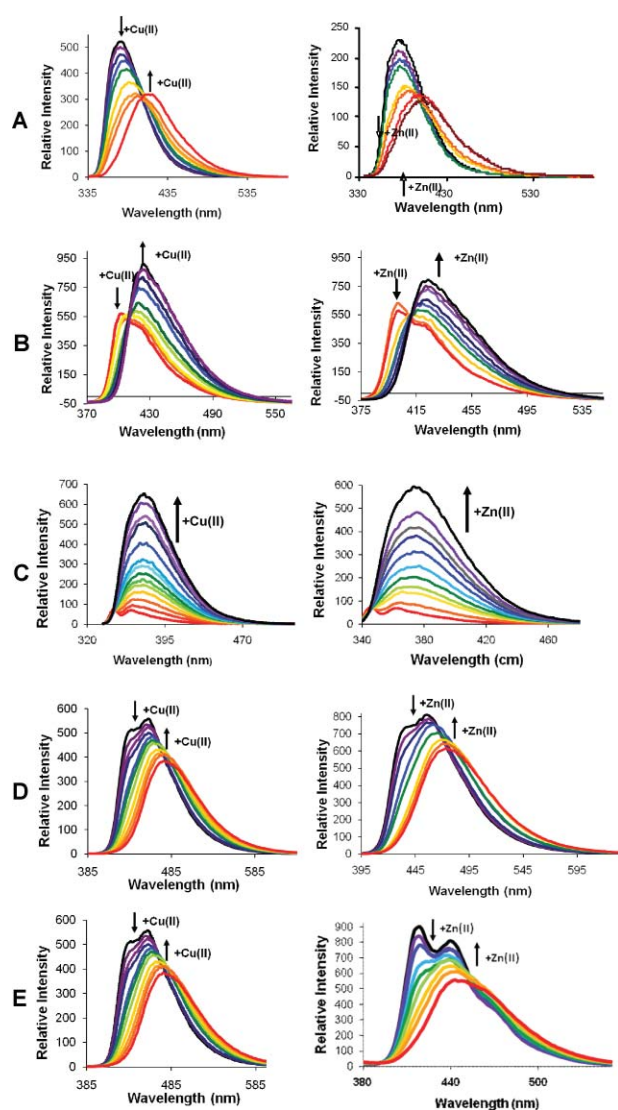 A
Relative Intensity
500
400
300
200
100
0
+Cu(II)
+Cu(II)
335
435
535
Wavelength (nm)
Relative Intensity
250
200
150
100
50
0
+Zn(II)
+Zn(II)
330
430
530
Wavelength (nm)
B
Relative Intensity
950
750
550
350
150
-50
+Cu(II)
+Cu(II)
370
430
490
550
Wavelength (nm)
Relative Intensity
950
750
550
350
150
-50
+Zn(II)
+Zn(II)
375
415
455
495
535
Wavelength (nm)
C
Relative Intensity
700
600
500
400
300
200
100
0
+Cu(II)
320
395
470
Wavelength (nm)
Relative Intensity
600
500
400
300
200
100
0
+Zn(II)
340
380
420
460
Wavelength (cm)
D
Relative Intensity
600
500
400
300
200
100
0
+Cu(II)
+Cu(II)
385
485
585
Wavelength (nm)
Relative Intensity
800
700
600
500
400
300
200
100
0
+Zn(II)
+Zn(II)
395
445
495
545
595
Wavelength (nm)
E
Relative Intensity
600
500
400
300
200
100
0
+Cu(II)
+Cu(II)
385
485
585
Wavelength (nm)
Relative Intensity
900
800
700
600
500
400
300
200
100
0
+Zn(II)
+Zn(II)
380
440
500
Wavelength (nm)